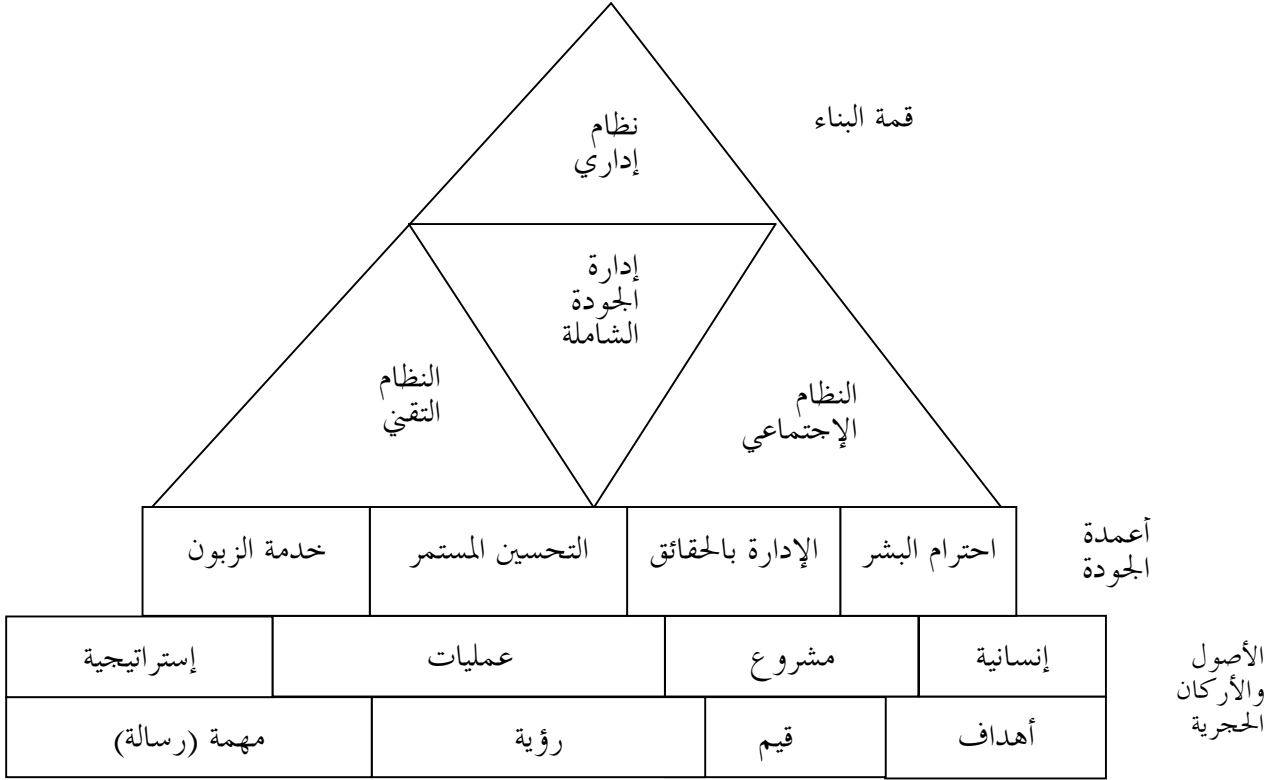 قمة البناء
نظام
إداري
إدارة
الجودة
الشاملة
النظام
الإجتماعي
النظام
التقني
أعمدة
الجودة
احترام البشر
الإدارة بالحقائق
التحسين المستمر
خدمة الزبون
الأصول
والأركان
الحجرية
إنسانية
مشروع
عمليات
إستراتيجية
أهداف
قيم
رؤية
مهمة (رسالة)